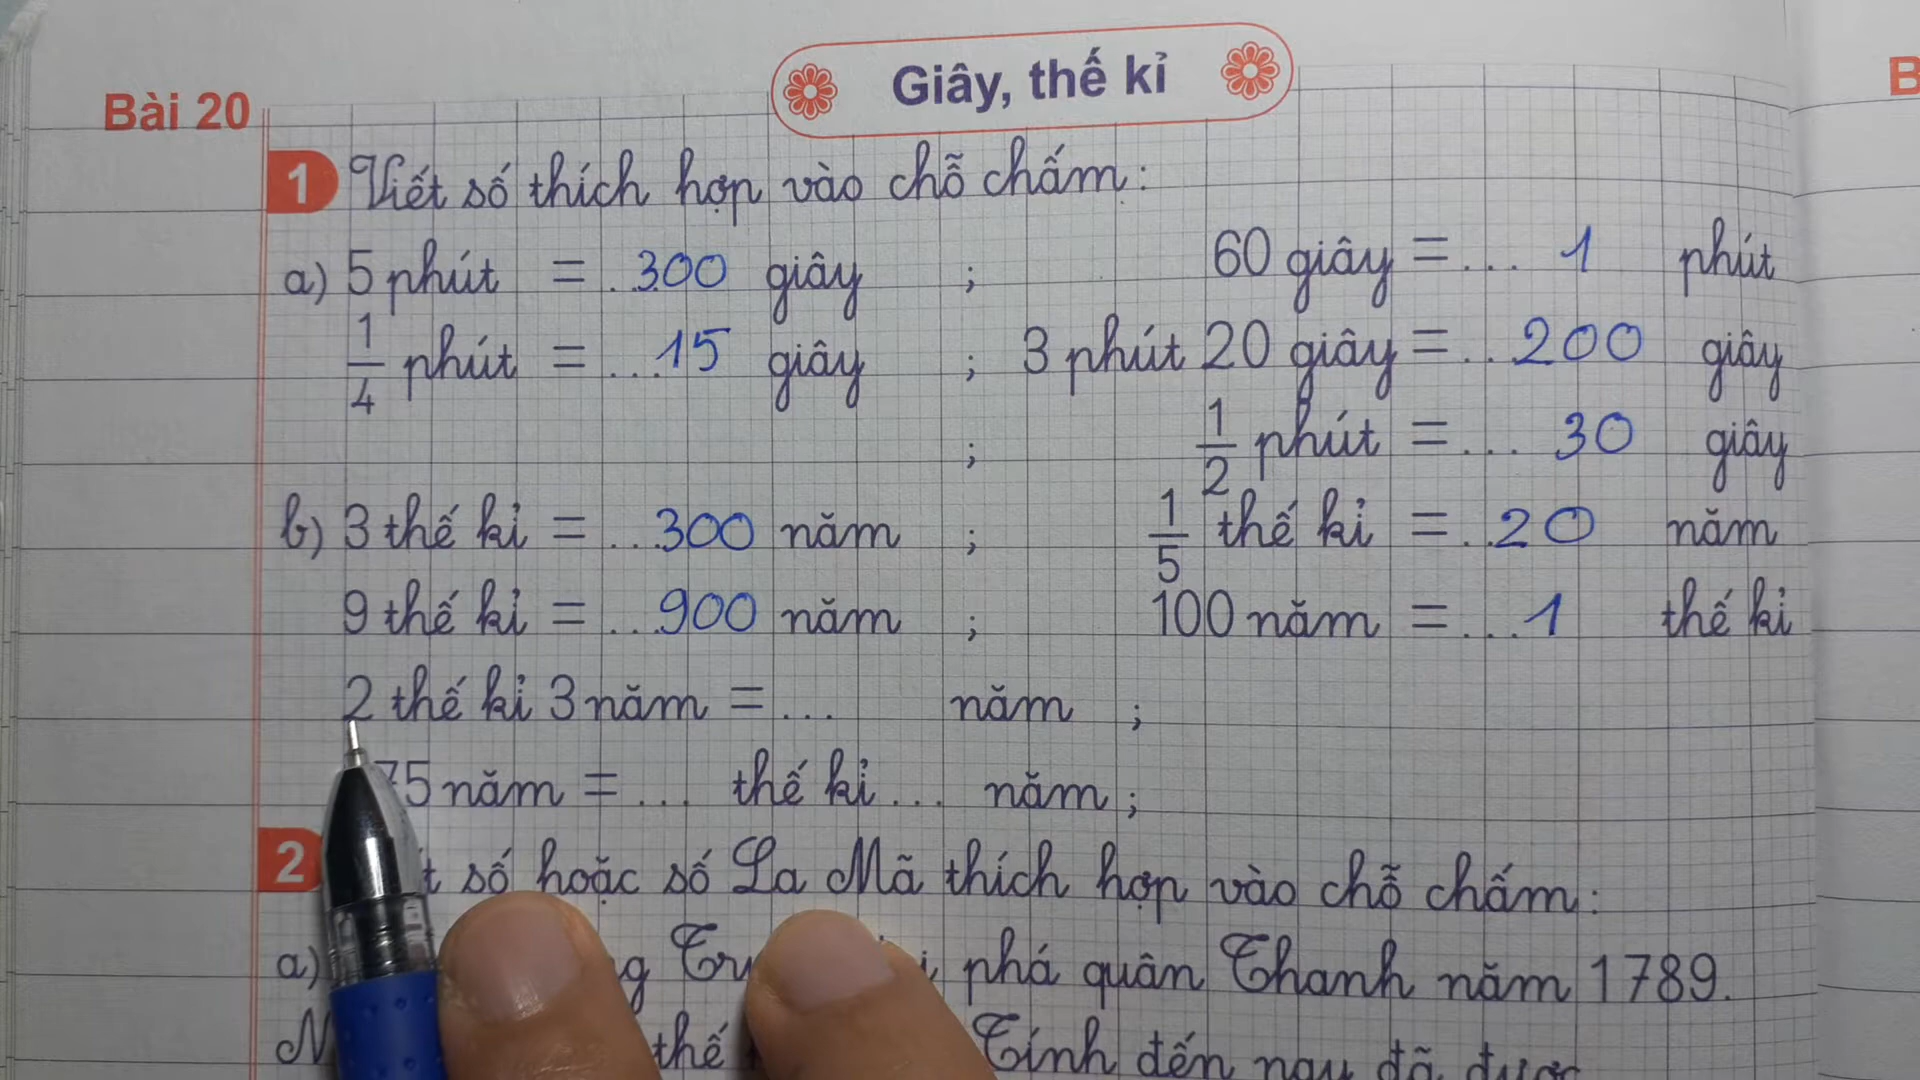 Bài 20
Giây, thế kỉ
B
1 Viết số thích hợp vào chỗ chấm:
a) 5 phút = ...300 giây ; 60 giây = ... 1 phút
1/4 phút = ...15 giây ; 3 phút 20 giây = ...200 giây
; 1/2 phút = ... 30 giây
b) 3 thế kỉ = ...300 năm ; 1/5 thế kỉ = ...20 năm
9 thế kỉ = ...900 năm ; 100 năm = ...1 thế kỉ
2 thế kỉ 3 năm = ... năm ;
75 năm = ... thế kỉ ... năm ;
2 số hoặc số La Mã thích hợp vào chỗ chấm:
a) phá quân Thanh năm 1789.
thế Tính đến nay đã được